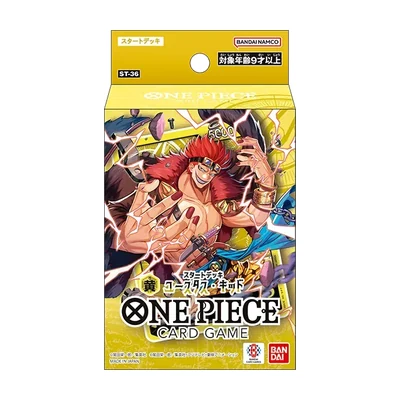 スタートデッキ
BANDAI NAMCO
ST-36
対象年齢9才以上
ONE PIECE
5000
スタートデッキ
黄 ユースタス・キッド
ONE PIECE
CARD GAME
MADE IN JAPAN
BANDAI